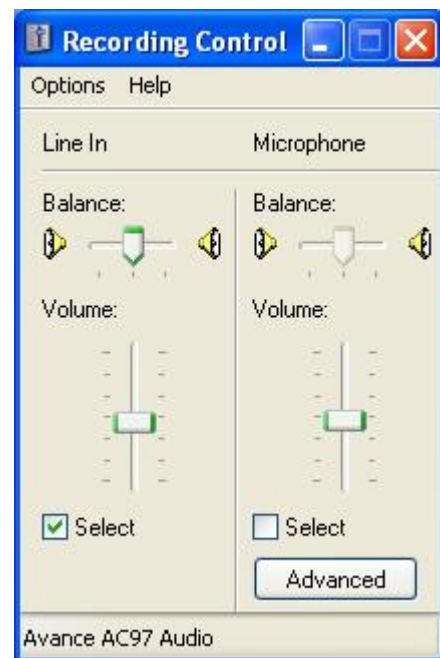 Recording Control
Options Help
Line In Microphone
Balance: Balance:
Volume: Volume:
Select Select
Advanced
Avance AC97 Audio